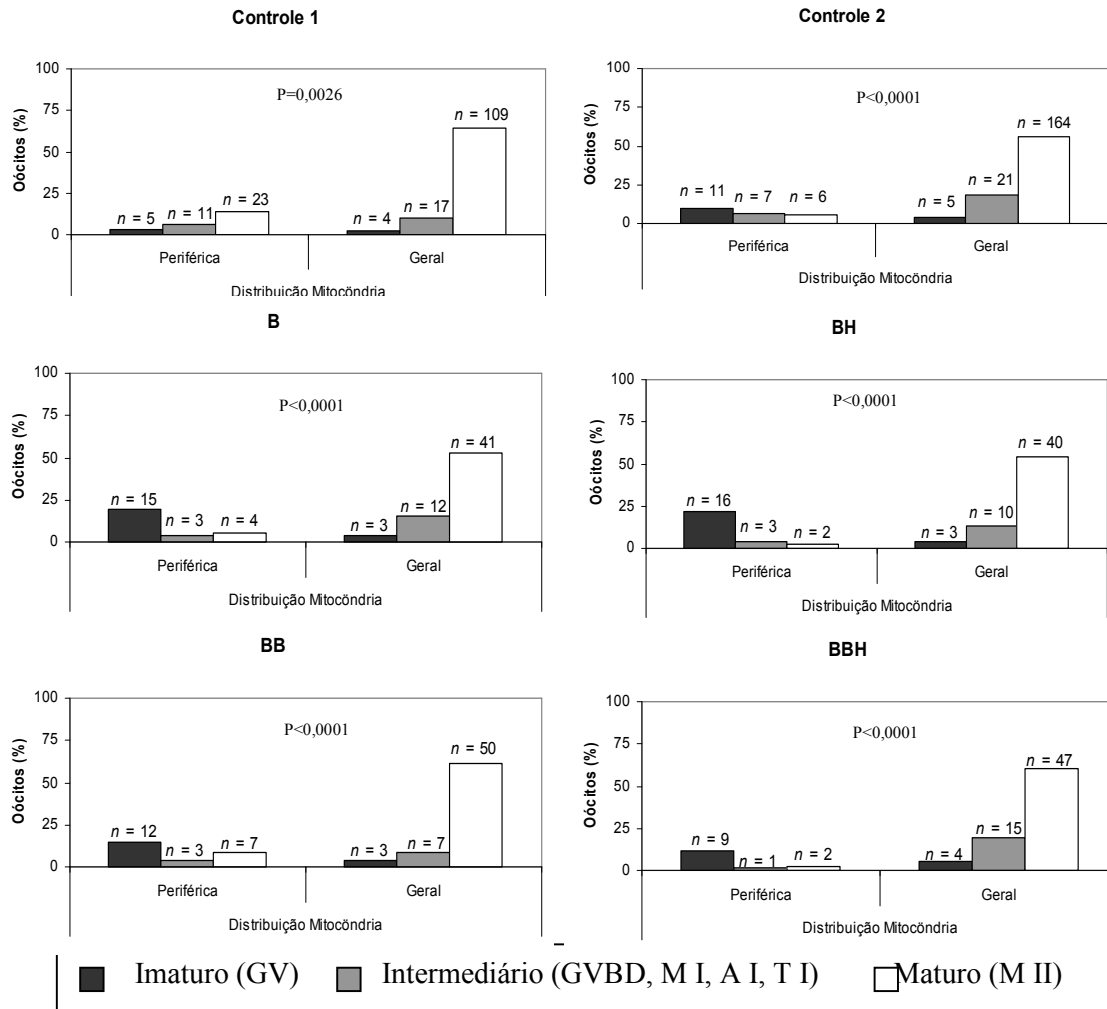 Controle 1
Controle 2
100
75
50
25
0
Oócitos (%)
P=0,0026
n = 5
n = 11
n = 23
n = 4
n = 17
n = 109
Periférica
Geral
Distribuição Mitocôndria
100
75
50
25
0
Oócitos (%)
P<0,0001
n = 11
n = 7
n = 6
n = 5
n = 21
n = 164
Periférica
Geral
Distribuição Mitocôndria
B
BH
100
75
50
25
0
Oócitos (%)
P<0,0001
n = 15
n = 3
n = 4
n = 3
n = 12
n = 41
Periférica
Geral
Distribuição Mitocôndria
100
75
50
25
0
Oócitos (%)
P<0,0001
n = 16
n = 3
n = 2
n = 3
n = 10
n = 40
Periférica
Geral
Distribuição Mitocôndria
BB
BBH
100
75
50
25
0
Oócitos (%)
P<0,0001
n = 12
n = 3
n = 7
n = 3
n = 7
n = 50
Periférica
Geral
Distribuição Mitocôndria
100
75
50
25
0
Oócitos (%)
P<0,0001
n = 9
n = 1
n = 2
n = 4
n = 15
n = 47
Periférica
Geral
Distribuição Mitocôndria
Imaturo (GV) Intermediário (GVBD, M I, A I, T I) Maturo (M II)